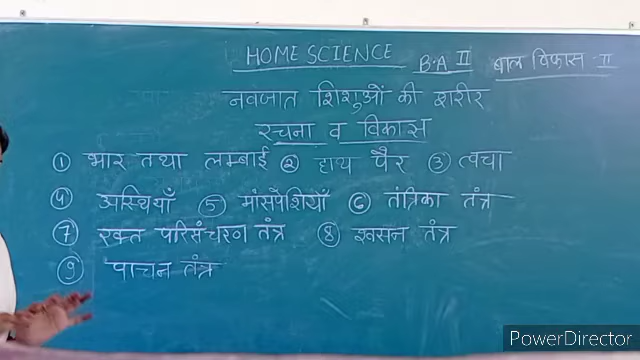 HOME SCIENCE B.A II बाल विकास - II
नवजात शिशुओं की शरीर
रचना व विकास
① भार तथा लम्बाई ② हाथ पैर ③ त्वचा
④ अस्थियाँ ⑤ मांसपेशियाँ ⑥ तंत्रिका तंत्र
⑦ रक्त परिसंचरण तंत्र ⑧ श्वसन तंत्र
⑨ पाचन तंत्र
PowerDirector